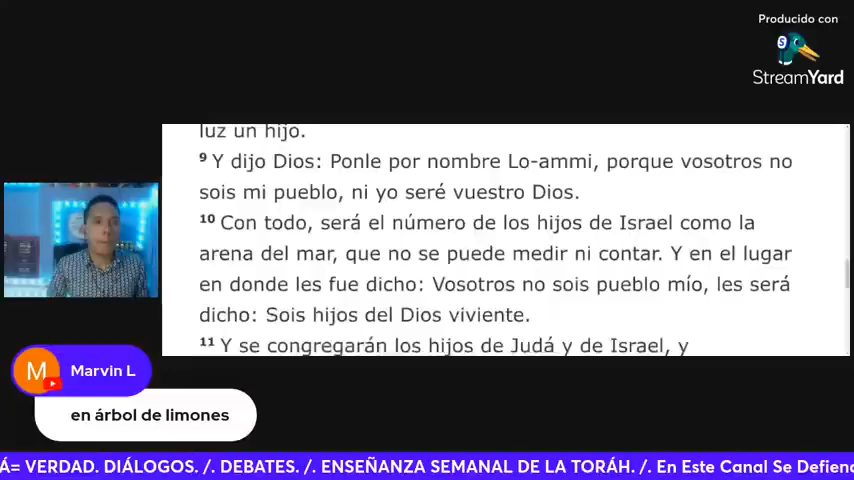 Producido con
StreamYard
luz un hijo.
9 Y dijo Dios: Ponle por nombre Lo-ammi, porque vosotros no
sois mi pueblo, ni yo seré vuestro Dios.
10 Con todo, será el número de los hijos de Israel como la
arena del mar, que no se puede medir ni contar. Y en el lugar
en donde les fue dicho: Vosotros no sois pueblo mío, les será
dicho: Sois hijos del Dios viviente.
11 Y se congregarán los hijos de Judá y de Israel, y
M Marvin L
en árbol de limones
Á= VERDAD. DIÁLOGOS. /. DEBATES. /. ENSEÑANZA SEMANAL DE LA TORÁH. /. En Este Canal Se Defien